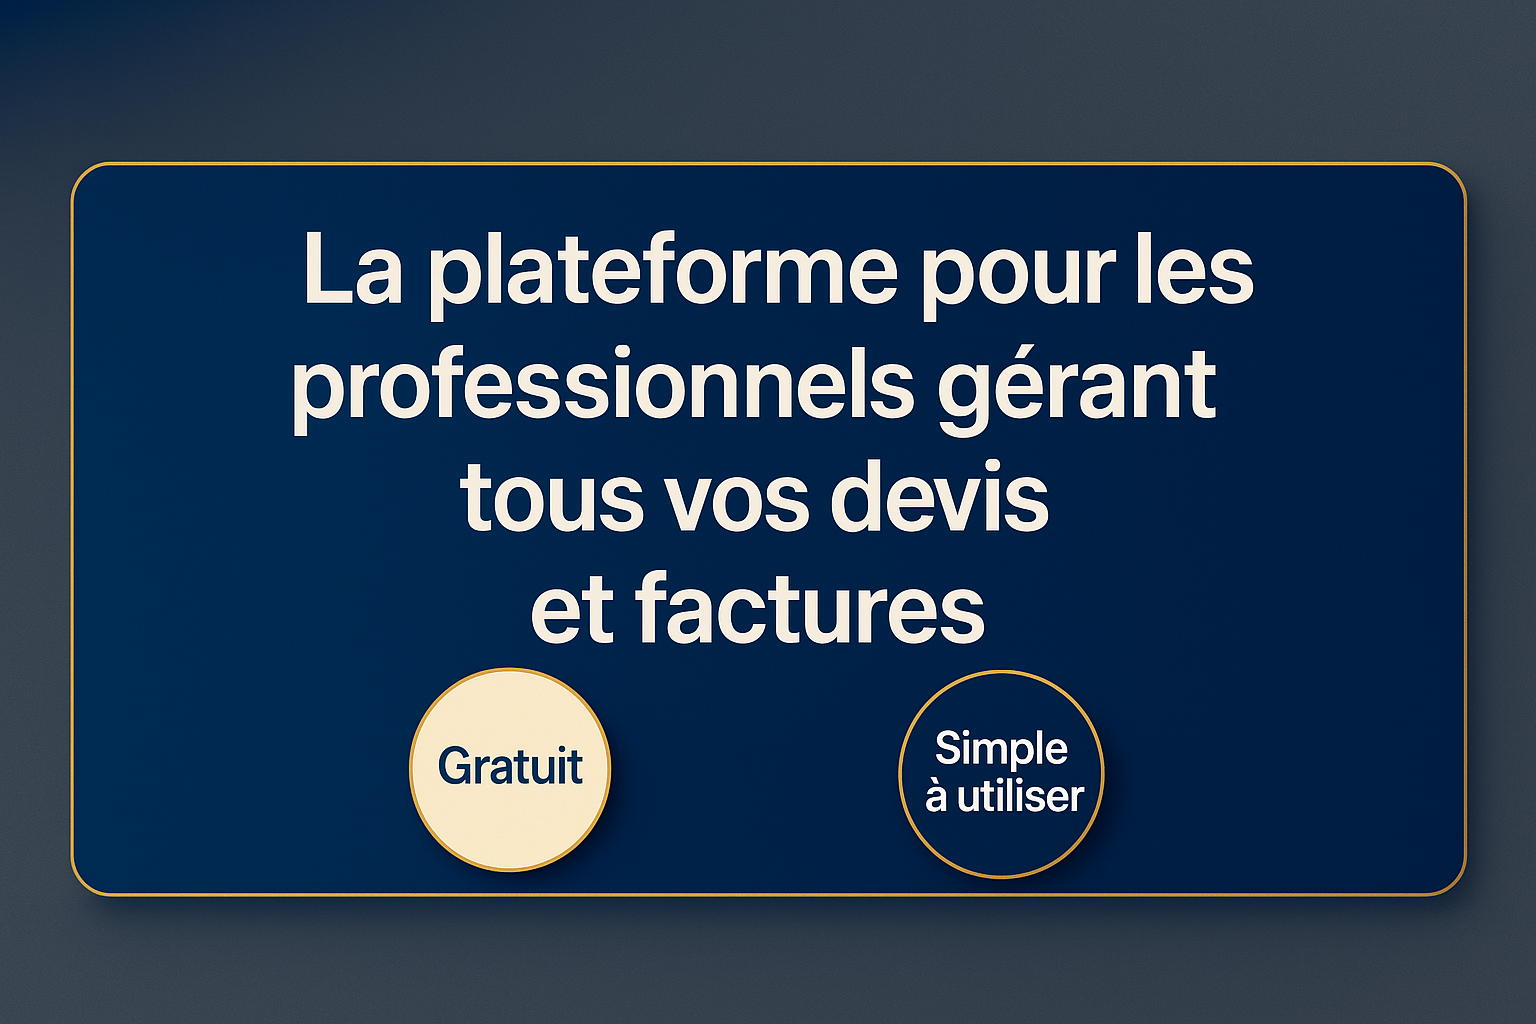 La plateforme pour les
professionnels gérant
tous vos devis
et factures
Gratuit
Simple
à utiliser